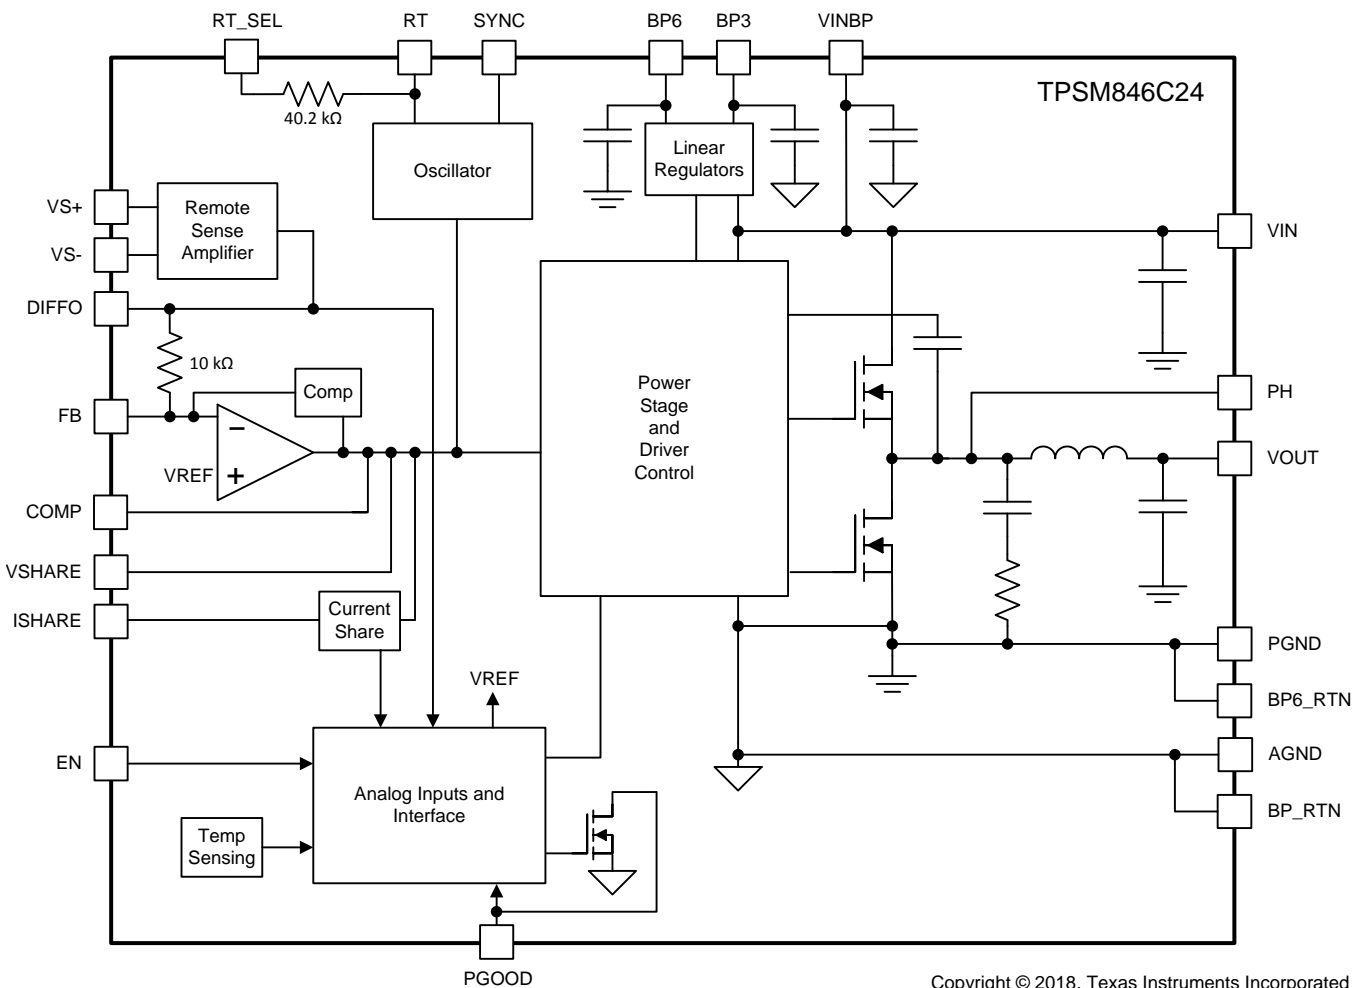 RT_SEL
RT
SYNC
BP6
BP3
VINBP
TPSM846C24
40.2 kΩ
Oscillator
Linear
Regulators
VS+
VS-
Remote
Sense
Amplifier
VIN
DIFFO
10 kΩ
Comp
FB
VREF
COMP
VSHARE
ISHARE
Current
Share
Power
Stage
and
Driver
Control
PH
VOUT
PGND
BP6_RTN
AGND
BP_RTN
VREF
EN
Analog Inputs and
Interface
Temp
Sensing
PGOOD
Copyright © 2018, Texas Instruments Incorporated